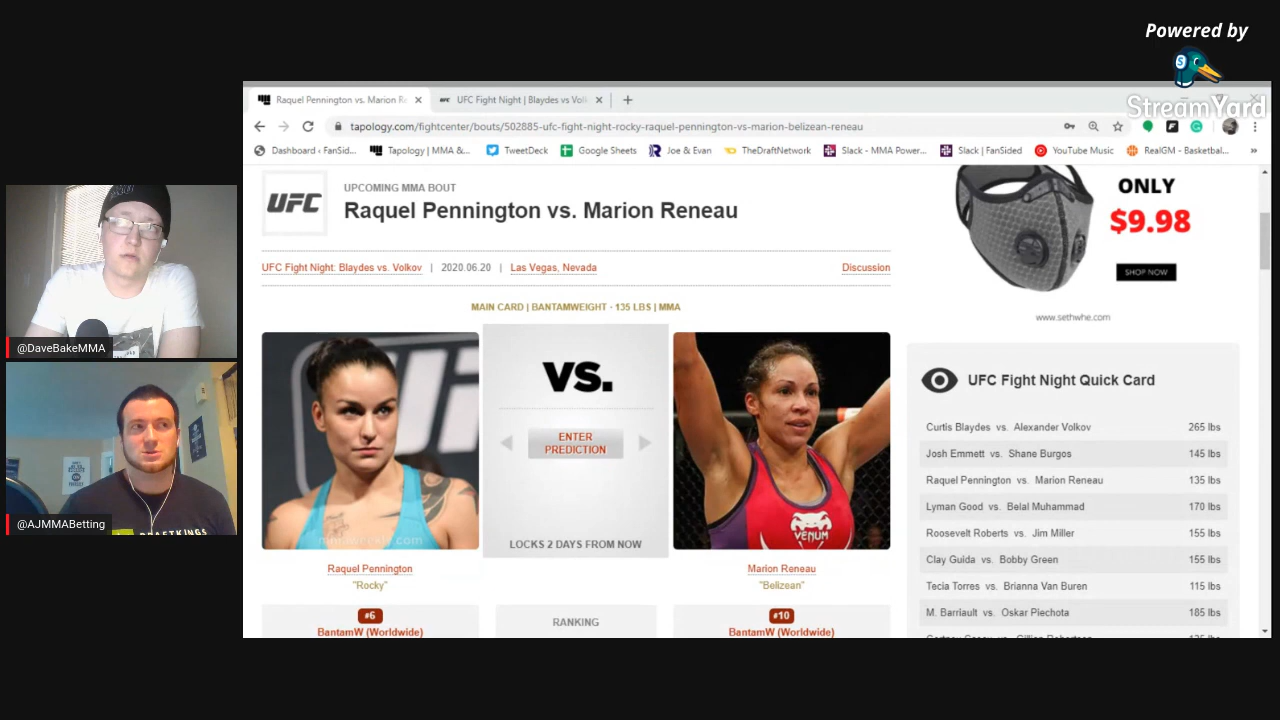 Powered by
StreamYard
Raquel Pennington vs. Marion R
UFC Fight Night | Blaydes vs Vol
tapology.com/fightcenter/bouts/502885-ufc-fight-night-rocky-raquel-pennington-vs-marion-belizean-reneau
Dashboard ‹ FanSid...
Tapology | MMA &...
TweetDeck
Google Sheets
Joe & Evan
TheDraftNetwork
Slack - MMA Power...
Slack | FanSided
YouTube Music
RealGM - Basketbal...
»
UFC
UPCOMING MMA BOUT
Raquel Pennington vs. Marion Reneau
UFC Fight Night: Blaydes vs. Volkov | 2020.06.20 | Las Vegas, Nevada
Discussion
MAIN CARD | BANTAMWEIGHT · 135 LBS | MMA
VS.
ENTER
PREDICTION
LOCKS 2 DAYS FROM NOW
mmaweekly.com
VENUM
Raquel Pennington
"Rocky"
Marion Reneau
"Belizean"
#6
BantamW (Worldwide)
RANKING
#10
BantamW (Worldwide)
ONLY
$9.98
SHOP NOW
www.sethwhe.com
UFC Fight Night Quick Card
Curtis Blaydes vs. Alexander Volkov 265 lbs
Josh Emmett vs. Shane Burgos 145 lbs
Raquel Pennington vs. Marion Reneau 135 lbs
Lyman Good vs. Belal Muhammad 170 lbs
Roosevelt Roberts vs. Jim Miller 155 lbs
Clay Guida vs. Bobby Green 155 lbs
Tecia Torres vs. Brianna Van Buren 115 lbs
M. Barriault vs. Oskar Piechota 185 lbs
@DaveBakeMMA
@AJMMABetting